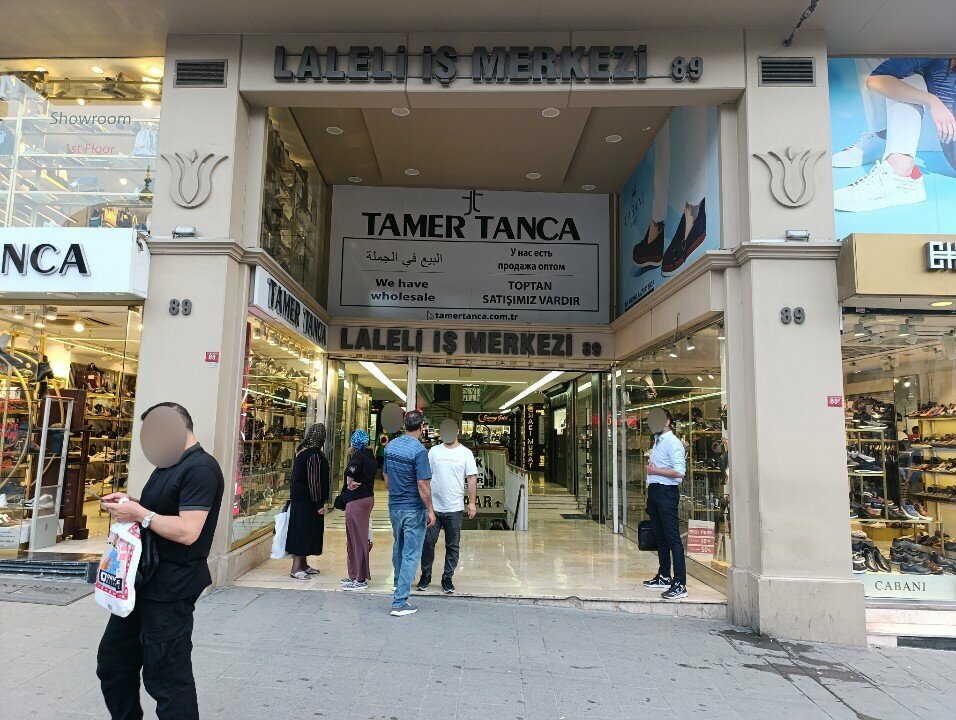 LALELİ İŞ MERKEZİ 89
Showroom
1st Floor
TAMER TANCA
البيع في الجملة
We have
wholesale
У нас есть
продажа оптом
TOPTAN
SATIŞIMIZ VARDIR
tamertanca.com.tr
NCA
TAMER TANCA
LALELİ İŞ MERKEZİ 89
89
89
CABANI